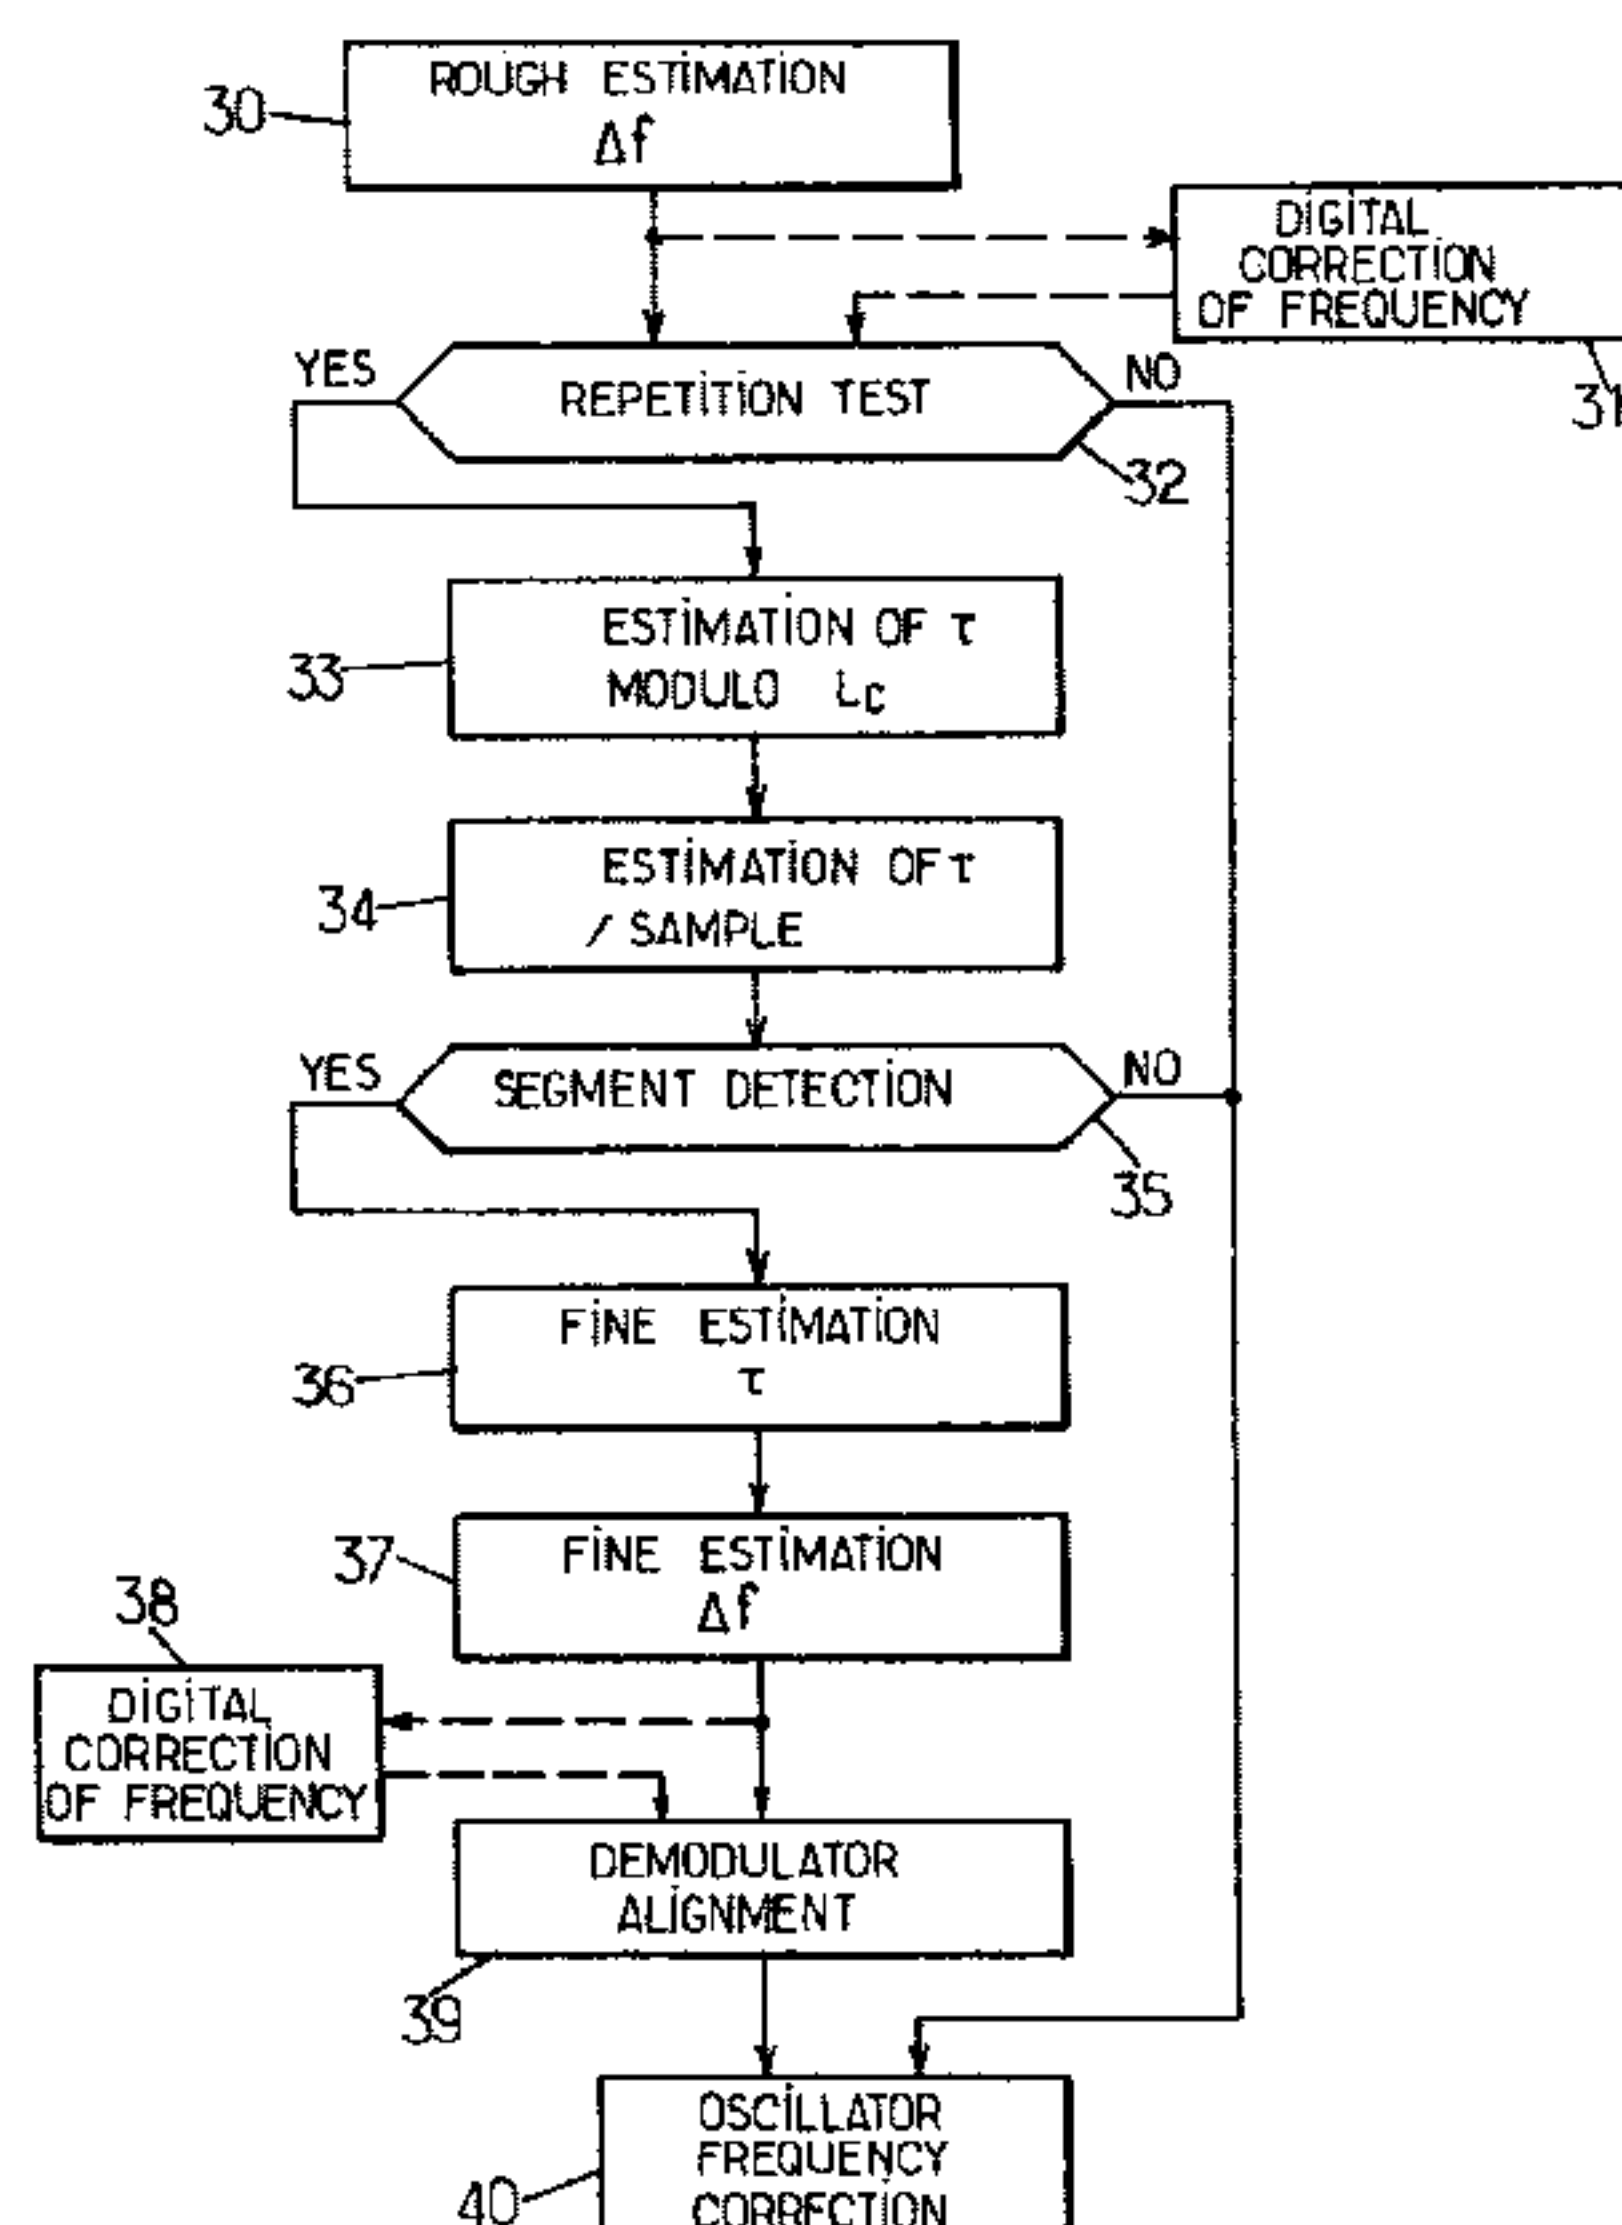 ROUGH ESTIMATION
Δf
30
DIGITAL
CORRECTION
OF FREQUENCY
31
YES
REPETITION TEST
NO
32
ESTIMATION OF τ
MODULO Lc
33
ESTIMATION OF τ
/ SAMPLE
34
YES
SEGMENT DETECTION
NO
35
FINE ESTIMATION
τ
36
FINE ESTIMATION
Δf
37
38
DIGITAL
CORRECTION
OF FREQUENCY
DEMODULATOR
ALIGNMENT
39
OSCILLATOR
FREQUENCY
CORRECTION
40